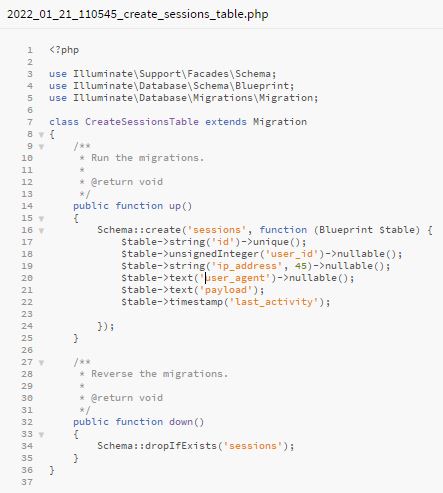 2022_01_21_110545_create_sessions_table.php
1 <?php
2
3 use Illuminate\Support\Facades\Schema;
4 use Illuminate\Database\Schema\Blueprint;
5 use Illuminate\Database\Migrations\Migration;
6
7 class CreateSessionsTable extends Migration
8 {
9     /**
10      * Run the migrations.
11      *
12      * @return void
13      */
14     public function up()
15     {
16         Schema::create('sessions', function (Blueprint $table) {
17             $table->string('id')->unique();
18             $table->unsignedInteger('user_id')->nullable();
19             $table->string('ip_address', 45)->nullable();
20             $table->text('user_agent')->nullable();
21             $table->text('payload');
22             $table->timestamp('last_activity');
23
24         });
25     }
26
27     /**
28      * Reverse the migrations.
29      *
30      * @return void
31      */
32     public function down()
33     {
34         Schema::dropIfExists('sessions');
35     }
36 }
37